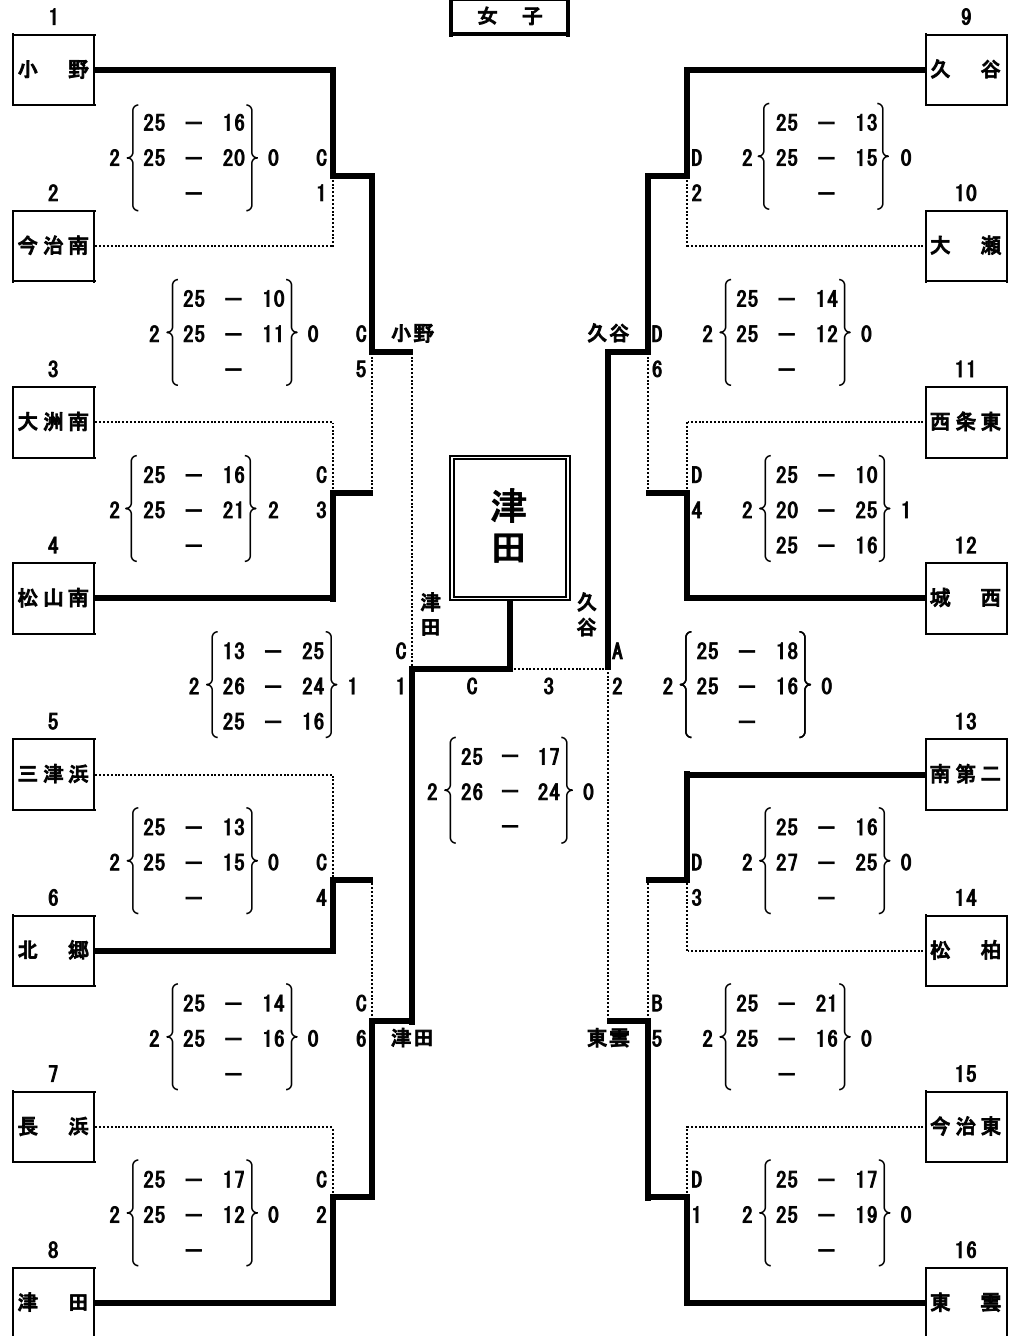 女 子
1
小 野
2 25 － 16 0
25 － 20
－
C
1
2
今治南
2 25 － 10 0
25 － 11
－
C
5
小野
3
大洲南
2 25 － 16 2
25 － 21
－
C
3
4
松山南
2 13 － 25 1
26 － 24
25 － 16
C
1
津田
5
三津浜
2 25 － 13 0
25 － 15
－
C
4
6
北 郷
2 25 － 14 0
25 － 16
－
C
6
津田
7
長 浜
2 25 － 17 0
25 － 12
－
C
2
8
津 田
津田
C 3
2 25 － 17 0
26 － 24
－
9
久 谷
2 25 － 13 0
25 － 15
－
D
2
10
大 瀬
2 25 － 14 0
25 － 12
－
久谷
D
6
11
西条東
2 25 － 10 1
20 － 25
25 － 16
D
4
12
城 西
久谷
A
2
2 25 － 18 0
25 － 16
－
13
南第二
2 25 － 16 0
27 － 25
－
D
3
14
松 柏
2 25 － 21 0
25 － 16
－
B
5
東雲
15
今治東
2 25 － 17 0
25 － 19
－
D
1
16
東 雲